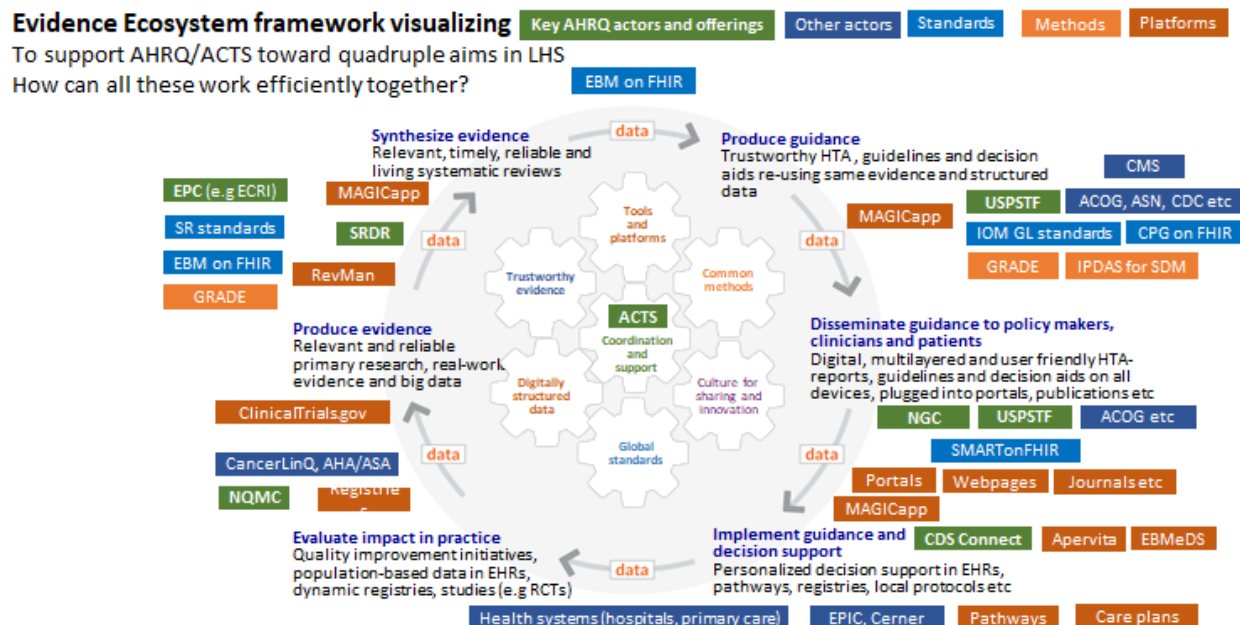 Evidence Ecosystem framework visualizing
Key AHRQ actors and offerings
Other actors
Standards
Methods
Platforms
To support AHRQ/ACTS toward quadruple aims in LHS
How can all these work efficiently together?
EBM on FHIR
data
Synthesize evidence
Relevant, timely, reliable and
living systematic reviews
EPC (e.g ECRI)
MAGICapp
SR standards
SRDR
EBM on FHIR
RevMan
GRADE
data
Produce guidance
Trustworthy HTA , guidelines and decision
aids re-using same evidence and structured
data
CMS
MAGICapp
USPSTF
ACOG, ASN, CDC etc
IOM GL standards
CPG on FHIR
GRADE
IPDAS for SDM
data
Tools
and
platforms
Trustworthy
evidence
Common
methods
ACTS
Coordination
and
support
Digitally
structured
data
Culture for
sharing and
innovation
Global
standards
Produce evidence
Relevant and reliable
primary research, real-work
evidence and big data
ClinicalTrials.gov
CancerLinQ, AHA/ASA
NQMC
Registrie
data
Disseminate guidance to policy makers,
clinicians and patients
Digital, multilayered and user friendly HTA-
reports, guidelines and decision aids on all
devices, plugged into portals, publications etc
NGC
USPSTF
ACOG etc
SMARTonFHIR
Portals
Webpages
Journals etc
MAGICapp
data
Evaluate impact in practice
Quality improvement initiatives,
population-based data in EHRs,
dynamic registries, studies (e.g RCTs)
data
Implement guidance and
decision support
Personalized decision support in EHRs,
pathways, registries, local protocols etc
CDS Connect
Apervita
EBMeDS
Health systems (hospitals, primary care)
EPIC, Cerner
Pathways
Care plans